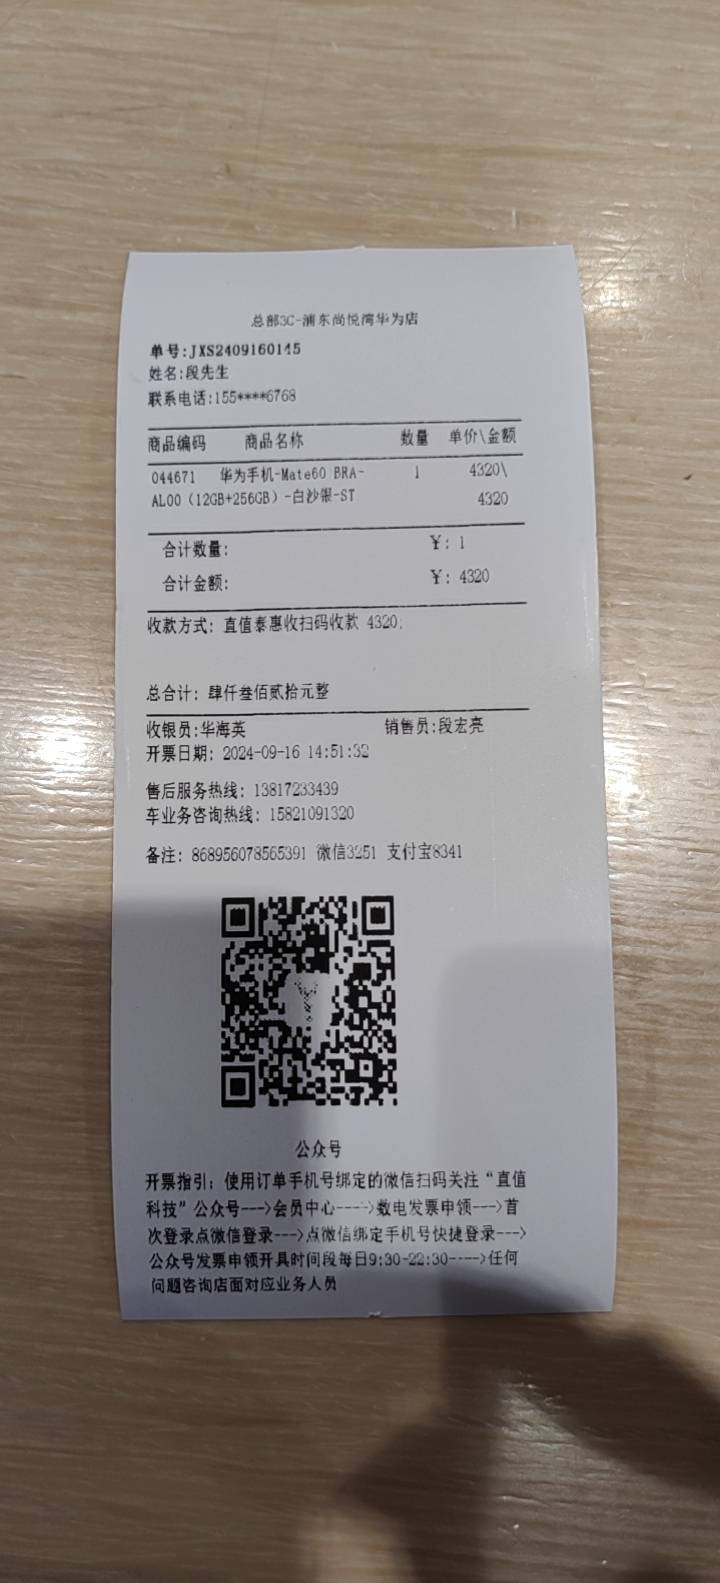 总部3C-浦东尚悦湾华为店
单号:JXS2409160145
姓名:段先生
联系电话:155****6768
商品编码 商品名称 数量 单价\金额
044671 华为手机-Mate60 BRA- 1 4320\
AL00（12GB+256GB）-白沙银-ST 4320
合计数量: ¥: 1
合计金额: ¥: 4320
收款方式: 直值泰惠收扫码收款 4320;
总合计: 肆仟叁佰贰拾元整
收银员:华海英 销售员:段宏亮
开票日期: 2024-09-16 14:51:32
售后服务热线: 13817233439
车业务咨询热线: 15821091320
备注: 868956078565391 微信3251 支付宝8341
公众号
开票指引: 使用订单手机号绑定的微信扫码关注“直值
科技”公众号--->会员中心---->数电发票申领--->首
次登录点微信登录--->点微信绑定手机号快捷登录--->
公众号发票申领开具时间段每日9:30-22:30---->任何
问题咨询店面对应业务人员